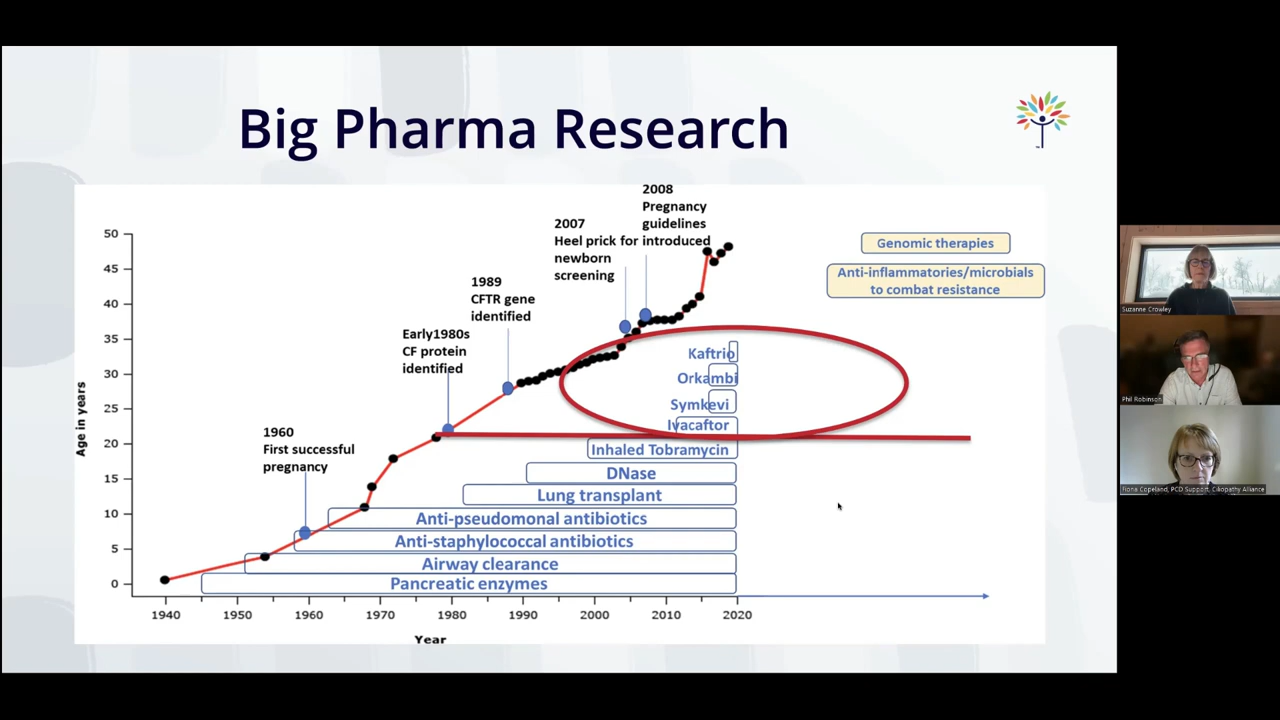 Big Pharma Research
2008
Pregnancy
guidelines
introduced
2007
Heel prick for
newborn
screening
1989
CFTR gene
identified
Early1980s
CF protein
identified
1960
First successful
pregnancy
Genomic therapies
Anti-inflammatories/microbials
to combat resistance
Kaftrio
Orkambi
Symkevi
Ivacaftor
Inhaled Tobramycin
DNase
Lung transplant
Anti-pseudomonal antibiotics
Anti-staphylococcal antibiotics
Airway clearance
Pancreatic enzymes
Age in years
50
45
40
35
30
25
20
15
10
5
0
1940 1950 1960 1970 1980 1990 2000 2010 2020
Year
Suzanne Crowley
Phil Robinson
Fiona Copeland, PCD Support, Ciliopathy Alliance